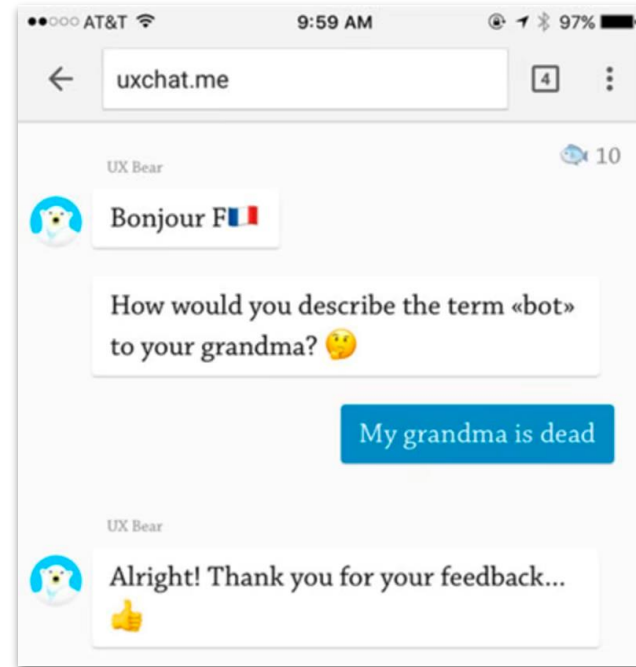 AT&T 9:59 AM 97%
uxchat.me 4
10
UX Bear
Bonjour F🇫🇷
How would you describe the term «bot»
to your grandma? 🤔
My grandma is dead
UX Bear
Alright! Thank you for your feedback...
👍